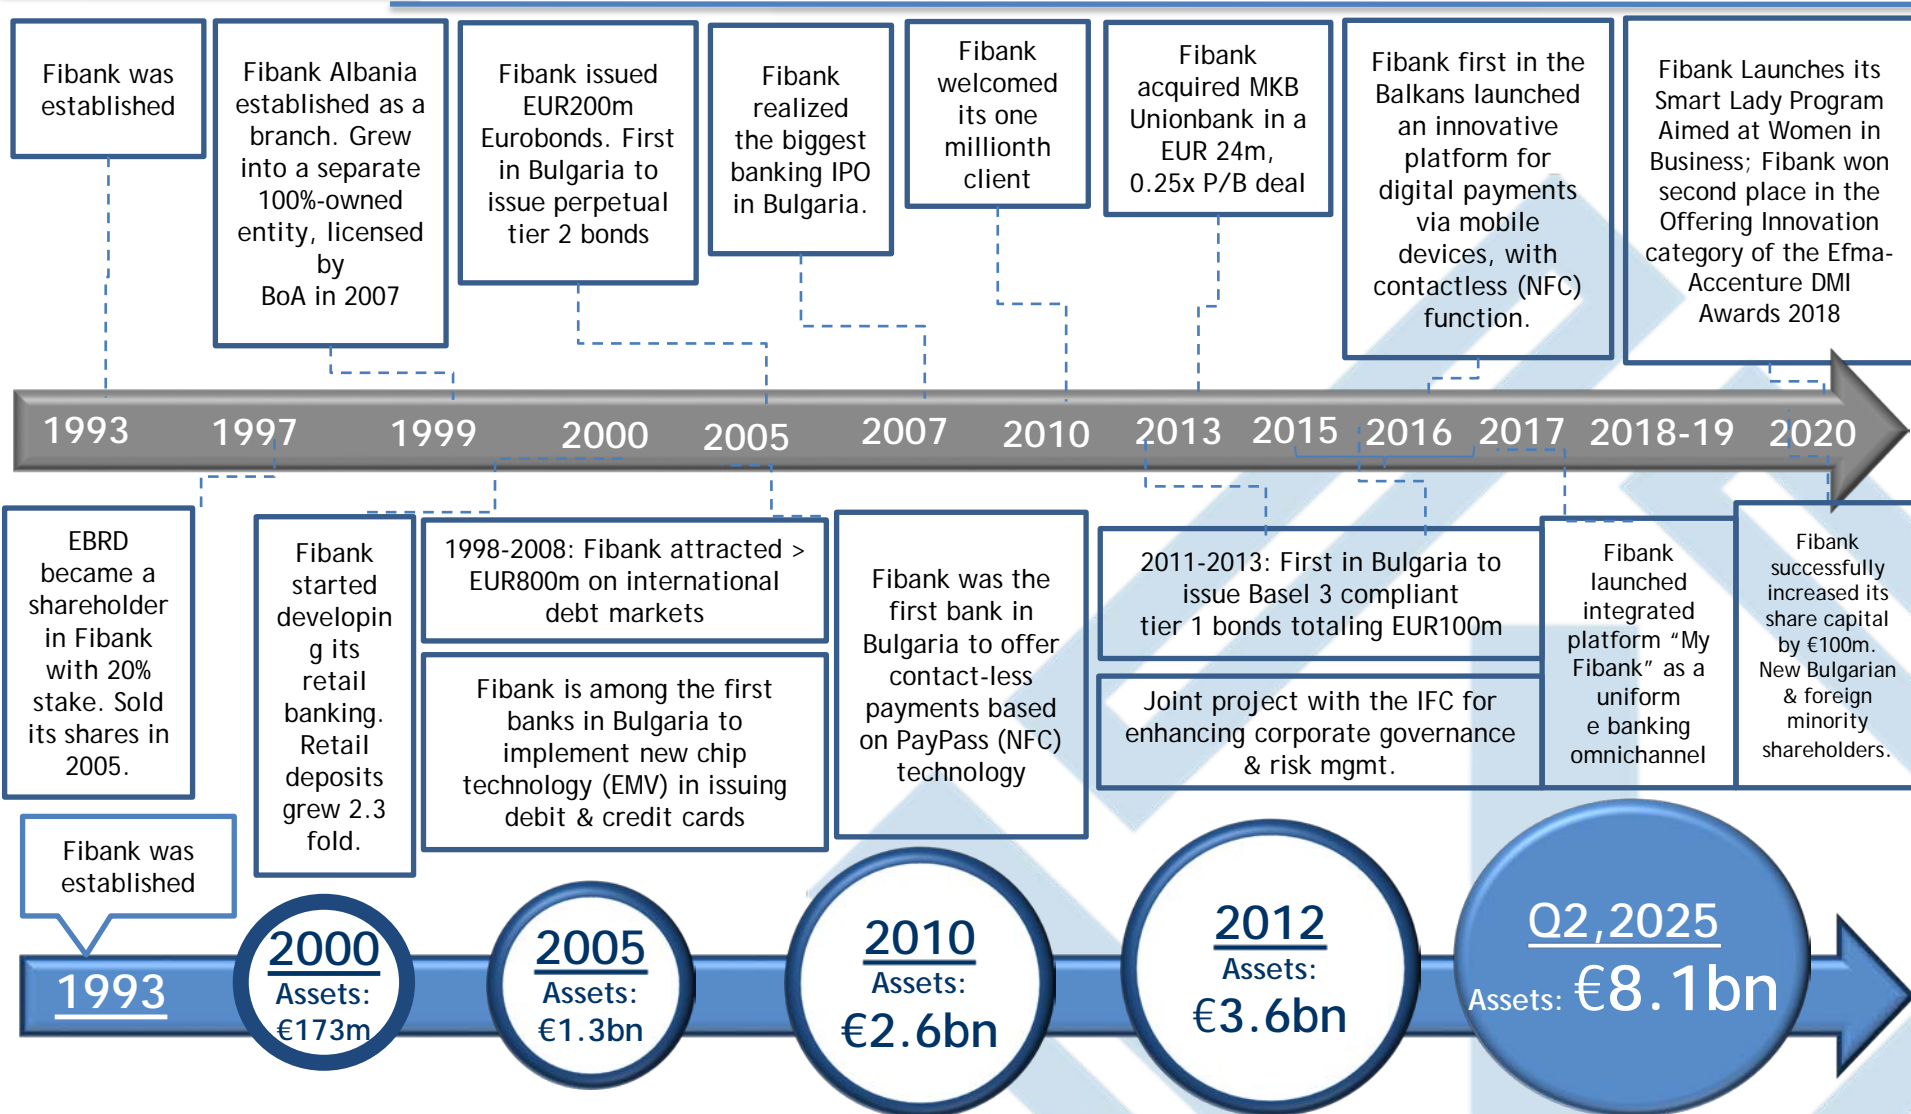 Fibank was
established
Fibank Albania
established as a
branch. Grew
into a separate
100%-owned
entity, licensed
by
BoA in 2007
Fibank issued
EUR200m
Eurobonds. First
in Bulgaria to
issue perpetual
tier 2 bonds
Fibank
realized
the biggest
banking IPO
in Bulgaria.
Fibank
welcomed
its one
millionth
client
Fibank
acquired MKB
Unionbank in a
EUR 24m,
0.25x P/B deal
Fibank first in the
Balkans launched
an innovative
platform for
digital payments
via mobile
devices, with
contactless (NFC)
function.
Fibank Launches its
Smart Lady Program
Aimed at Women in
Business; Fibank won
second place in the
Offering Innovation
category of the Efma-
Accenture DMI
Awards 2018
1993 1997 1999 2000 2005 2007 2010 2013 2015 2016 2017 2018-19 2020
EBRD
became a
shareholder
in Fibank
with 20%
stake. Sold
its shares in
2005.
Fibank
started
developin
g its
retail
banking.
Retail
deposits
grew 2.3
fold.
1998-2008: Fibank attracted >
EUR800m on international
debt markets
Fibank is among the first
banks in Bulgaria to
implement new chip
technology (EMV) in issuing
debit & credit cards
Fibank was the
first bank in
Bulgaria to offer
contact-less
payments based
on PayPass (NFC)
technology
2011-2013: First in Bulgaria to
issue Basel 3 compliant
tier 1 bonds totaling EUR100m
Joint project with the IFC for
enhancing corporate governance
& risk mgmt.
Fibank
launched
integrated
platform “My
Fibank” as a
uniform
e banking
omnichannel
Fibank
successfully
increased its
share capital
by €100m.
New Bulgarian
& foreign
minority
shareholders.
Fibank was
established
1993
2000
Assets:
€173m
2005
Assets:
€1.3bn
2010
Assets:
€2.6bn
2012
Assets:
€3.6bn
Q2,2025
Assets: €8.1bn